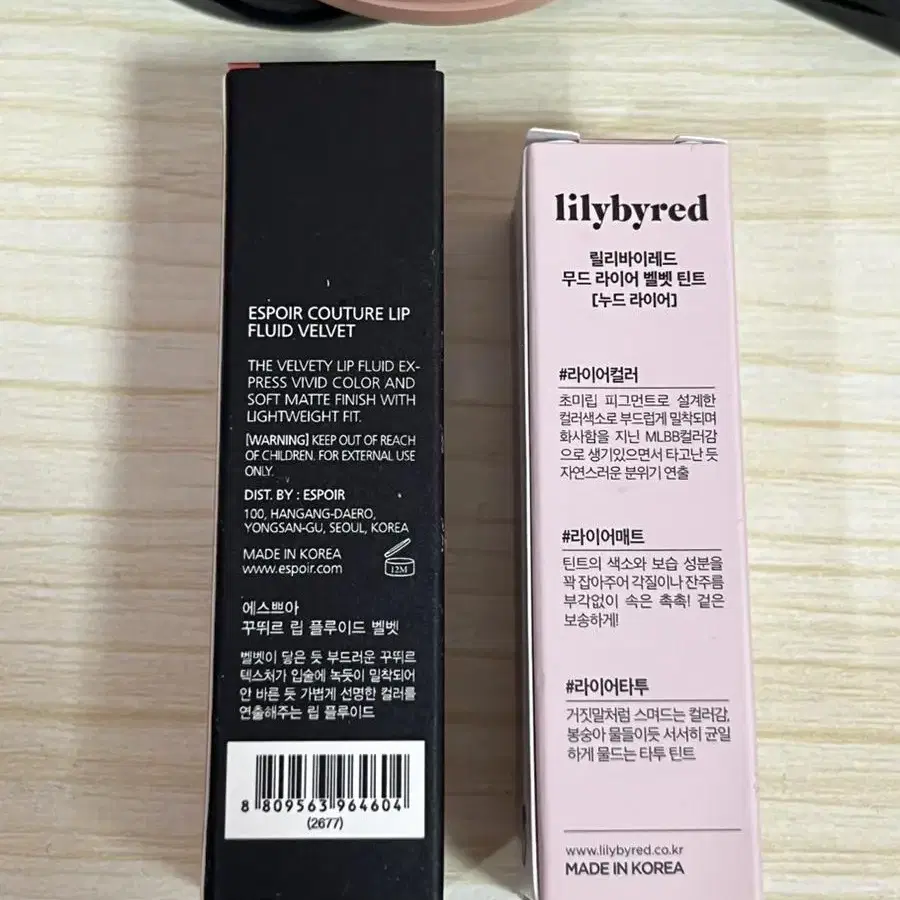 ESPOIR COUTURE LIP
FLUID VELVET
THE VELVETY LIP FLUID EX-
PRESS VIVID COLOR AND
SOFT MATTE FINISH WITH
LIGHTWEIGHT FIT.
[WARNING] KEEP OUT OF REACH
OF CHILDREN. FOR EXTERNAL USE
ONLY.
DIST. BY : ESPOIR
100, HANGANG-DAERO,
YONGSAN-GU, SEOUL, KOREA
MADE IN KOREA
www.espoir.com
12M
에스쁘아
꾸뛰르 립 플루이드 벨벳
벨벳이 닿은 듯 부드러운 꾸뛰르
텍스처가 입술에 녹듯이 밀착되어
안 바른 듯 가볍게 선명한 컬러를
연출해주는 립 플루이드
8 809563 964604
(2677)
lilybyred
릴리바이레드
무드 라이어 벨벳 틴트
[누드 라이어]
#라이어컬러
초미립 피그먼트로 설계한
컬러색소로 부드럽게 밀착되며
화사함을 지닌 MLBB컬러감
으로 생기있으면서 타고난 듯
자연스러운 분위기 연출
#라이어매트
틴트의 색소와 보습 성분을
꽉 잡아주어 각질이나 잔주름
부각없이 속은 촉촉! 겉은
보송하게!
#라이어타투
거짓말처럼 스며드는 컬러감,
봉숭아 물들이듯 서서히 균일
하게 물드는 타투 틴트
www.lilybyred.co.kr
MADE IN KOREA